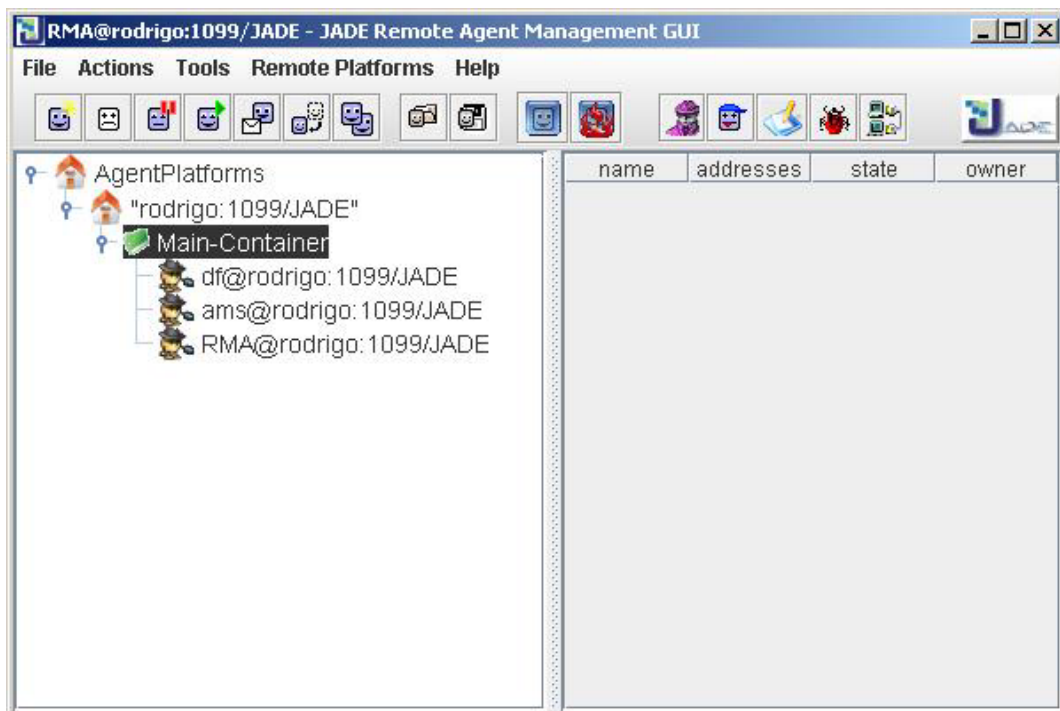 RMA@rodrigo:1099/JADE - JADE Remote Agent Management GUI
File Actions Tools Remote Platforms Help
JADE
AgentPlatforms
"rodrigo:1099/JADE"
Main-Container
df@rodrigo:1099/JADE
ams@rodrigo:1099/JADE
RMA@rodrigo:1099/JADE
name addresses state owner